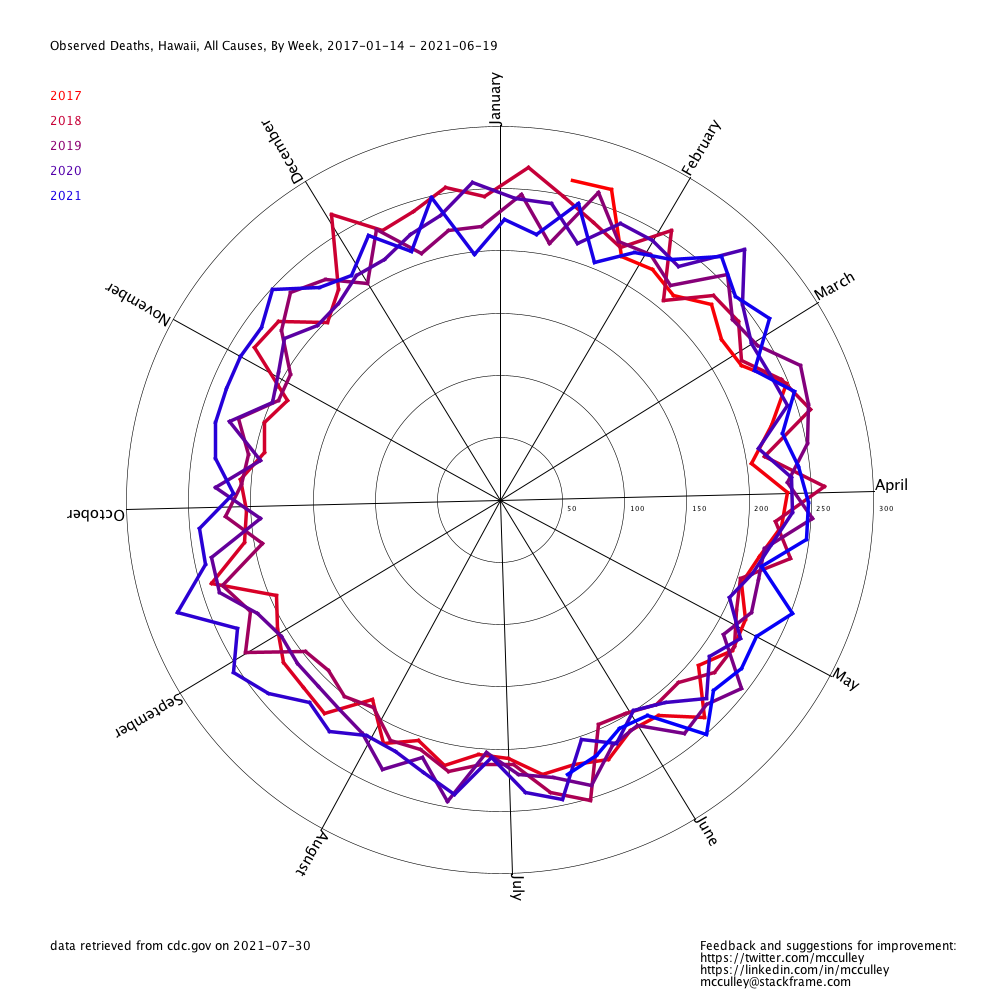 Observed Deaths, Hawaii, All Causes, By Week, 2017-01-14 - 2021-06-19
2017
2018
2019
2020
2021
January
February
March
April
May
June
July
August
September
October
November
December
50
100
150
200
250
300
data retrieved from cdc.gov on 2021-07-30
Feedback and suggestions for improvement:
https://twitter.com/mcculley
https://linkedin.com/in/mcculley
mcculley@stackframe.com